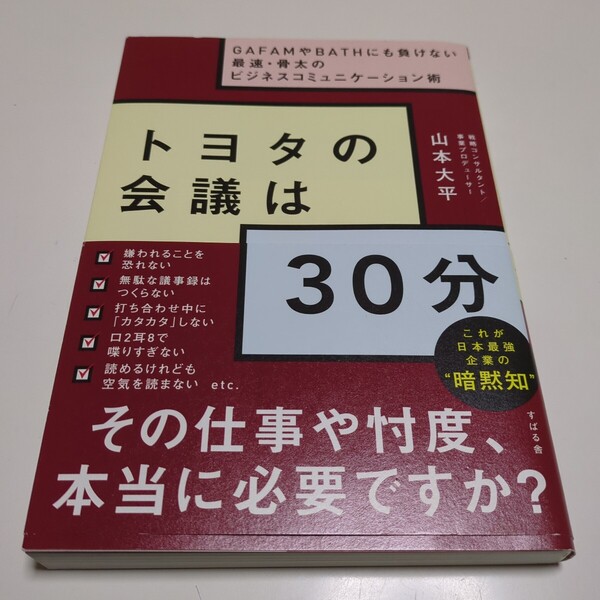 GAFAMやBATHにも負けない
最速・骨太の
ビジネスコミュニケーション術
戦略コンサルタント/
事業プロデューサー
山本大平
トヨタの
会議は
30分
嫌われることを
恐れない
無駄な議事録は
つくらない
打ち合わせ中に
「カタカタ」しない
口2耳8で
喋りすぎない
読めるけれども
空気を読まない etc.
これが
日本最強
企業の
“暗黙知”
すばる舎
その仕事や忖度、
本当に必要ですか?